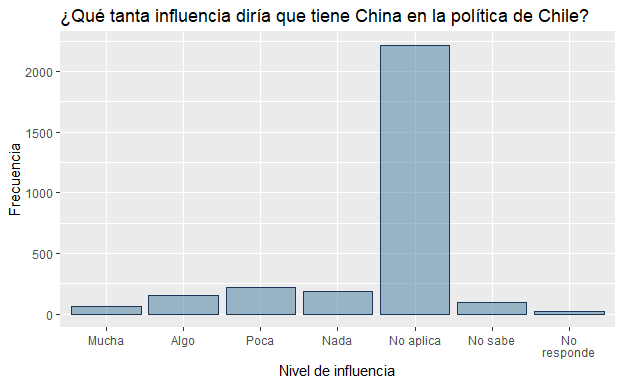 ¿Qué tanta influencia diría que tiene China en la política de Chile?
Frecuencia
2000
1500
1000
500
0
Mucha
Algo
Poca
Nada
No aplica
No sabe
No
responde
Nivel de influencia